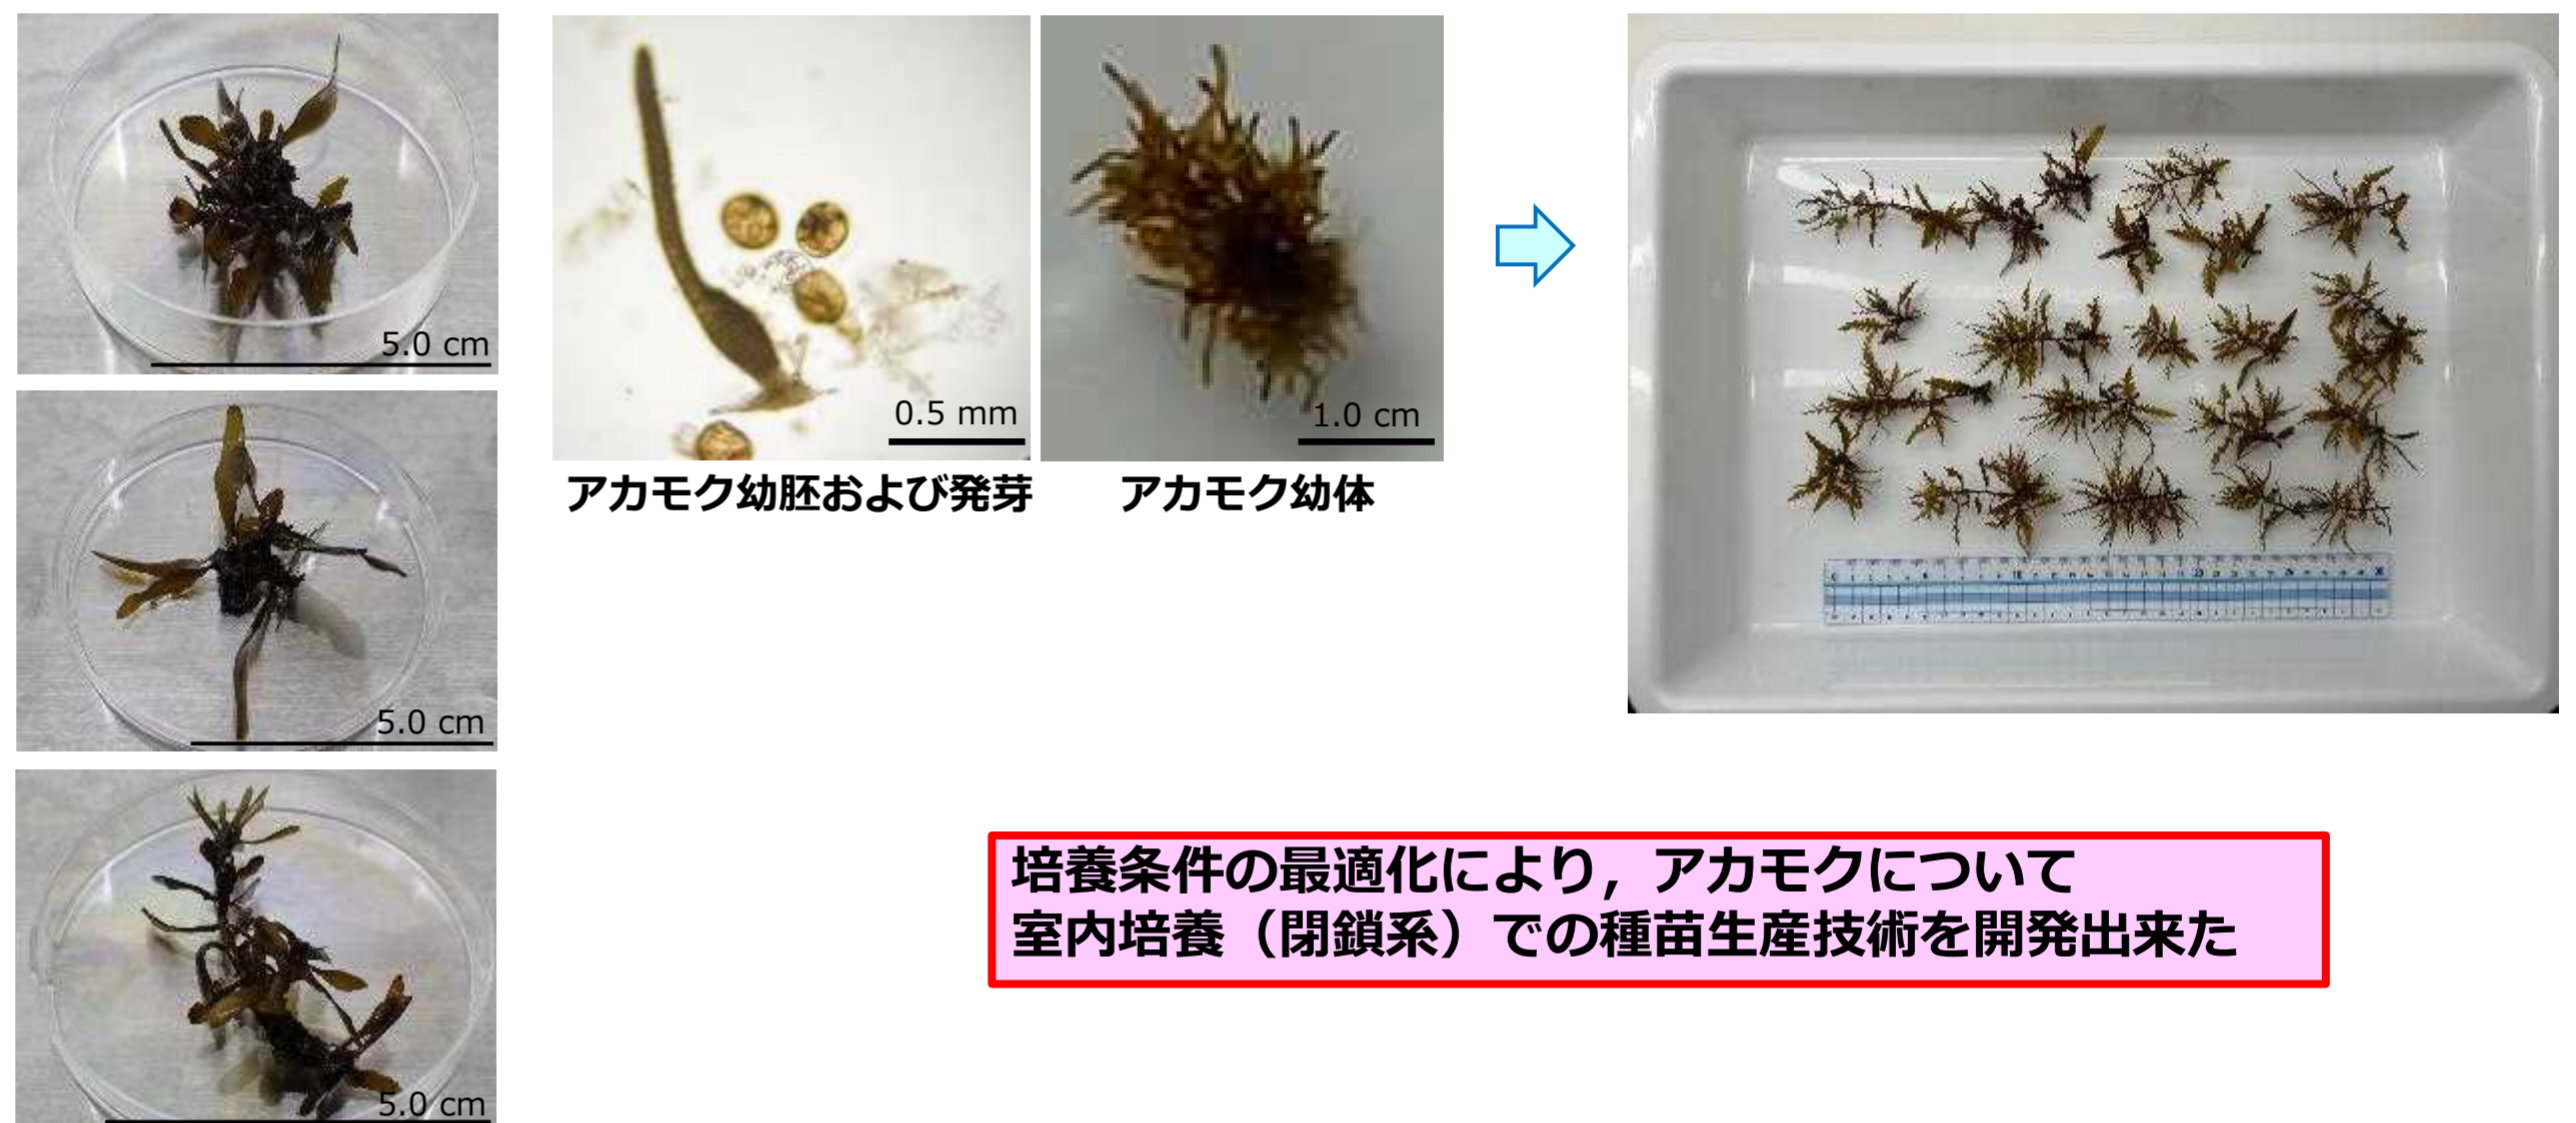 5.0 cm
5.0 cm
5.0 cm
0.5 mm
1.0 cm
アカモク幼胚および発芽
アカモク幼体
培養条件の最適化により，アカモクについて
室内培養（閉鎖系）での種苗生産技術を開発出来た